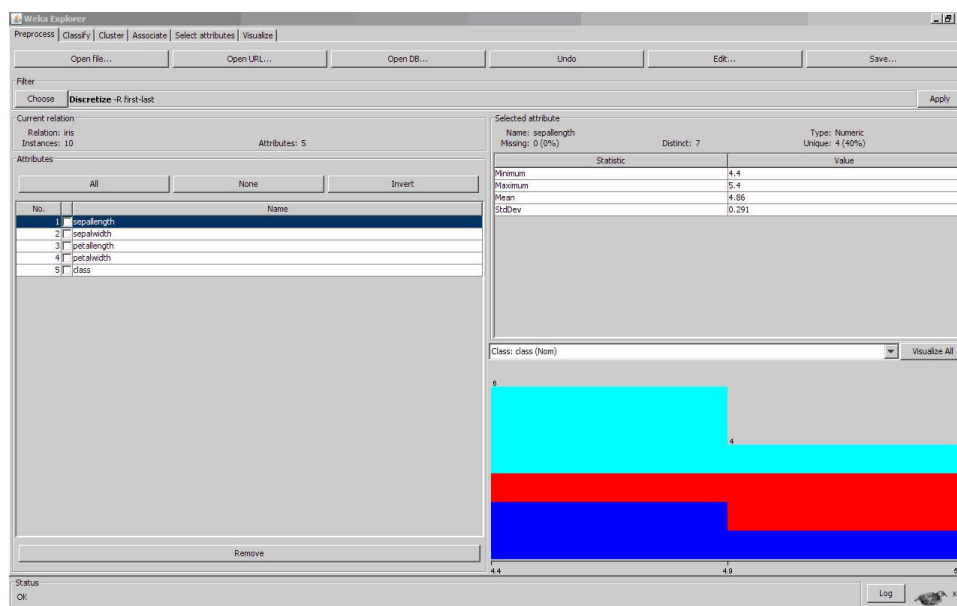 Weka Explorer
Preprocess Classify Cluster Associate Select attributes Visualize
Open file... Open URL... Open DB... Undo Edit... Save...
Filter
Choose Discretize -R first-last Apply
Current relation
Relation: iris
Instances: 10 Attributes: 5
Attributes
All None Invert
No. Name
1 sepallength
2 sepalwidth
3 petallength
4 petalwidth
5 class
Remove
Selected attribute
Name: sepallength Type: Numeric
Missing: 0 (0%) Distinct: 7 Unique: 4 (40%)
Statistic Value
Minimum 4.4
Maximum 5.4
Mean 4.86
StdDev 0.291
Class: class (Nom) Visualize All
6
4
4.4 4.9
Status
OK Log x